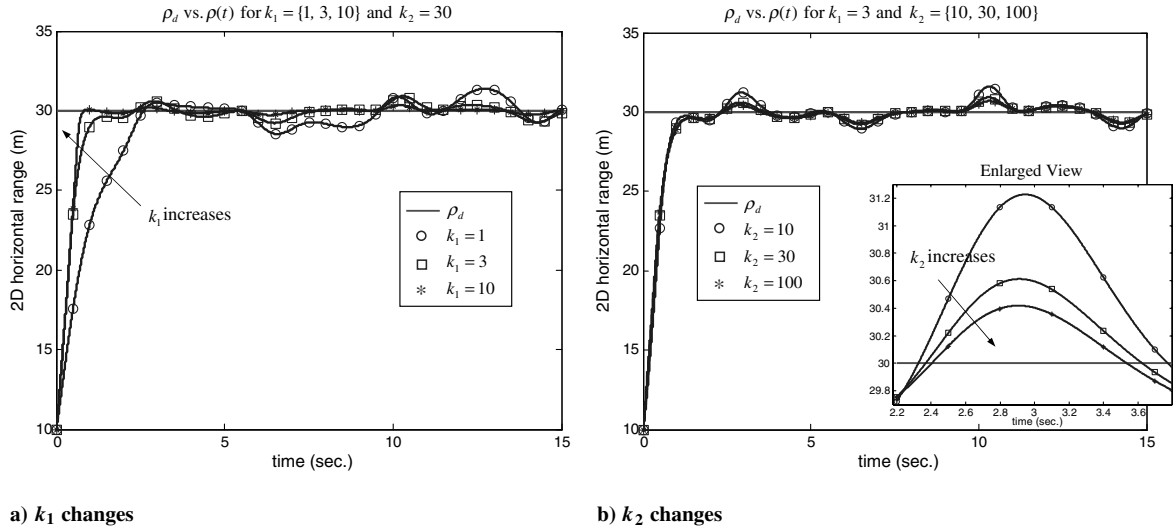 ρ_d vs. ρ(t) for k_1 = {1, 3, 10} and k_2 = 30
35
30
25
20
15
10
0
5
10
15
2D horizontal range (m)
time (sec.)
k_1 increases
ρ_d
k_1 = 1
k_1 = 3
k_1 = 10
a) k_1 changes
ρ_d vs. ρ(t) for k_1 = 3 and k_2 = {10, 30, 100}
35
30
25
20
15
10
0
5
10
15
2D horizontal range (m)
time (sec.)
ρ_d
k_2 = 10
k_2 = 30
k_2 = 100
Enlarged View
31.2
30.9
30.6
30.4
30.2
30
29.8
2.2
2.4
2.6
2.8
3
3.2
3.4
3.6
time (sec.)
k_2 increases
b) k_2 changes